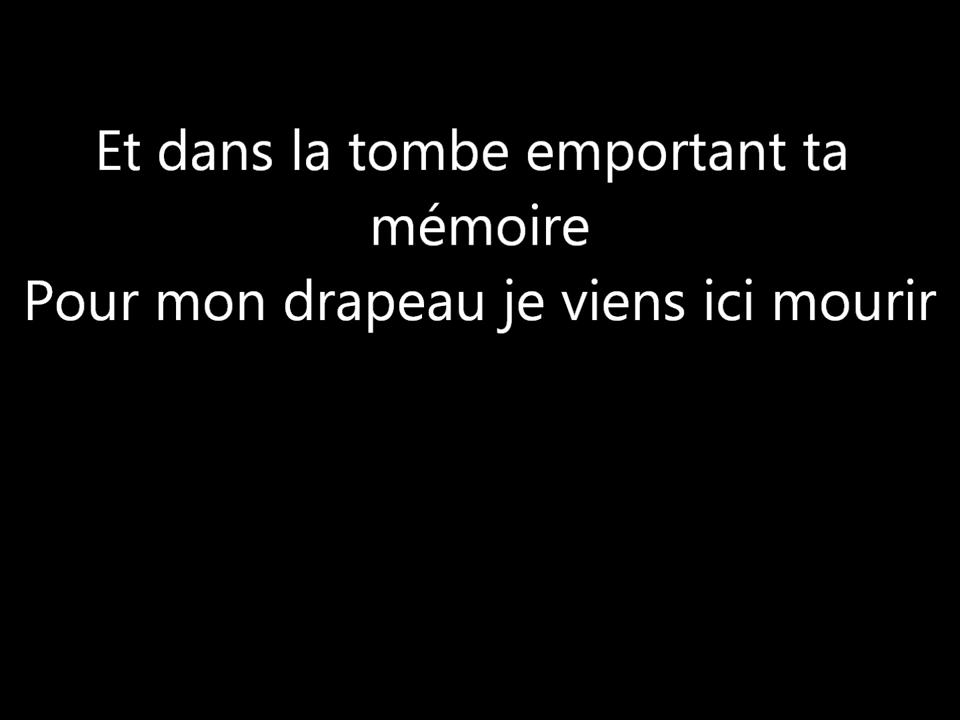 Et dans la tombe emportant ta
mémoire
Pour mon drapeau je viens ici mourir